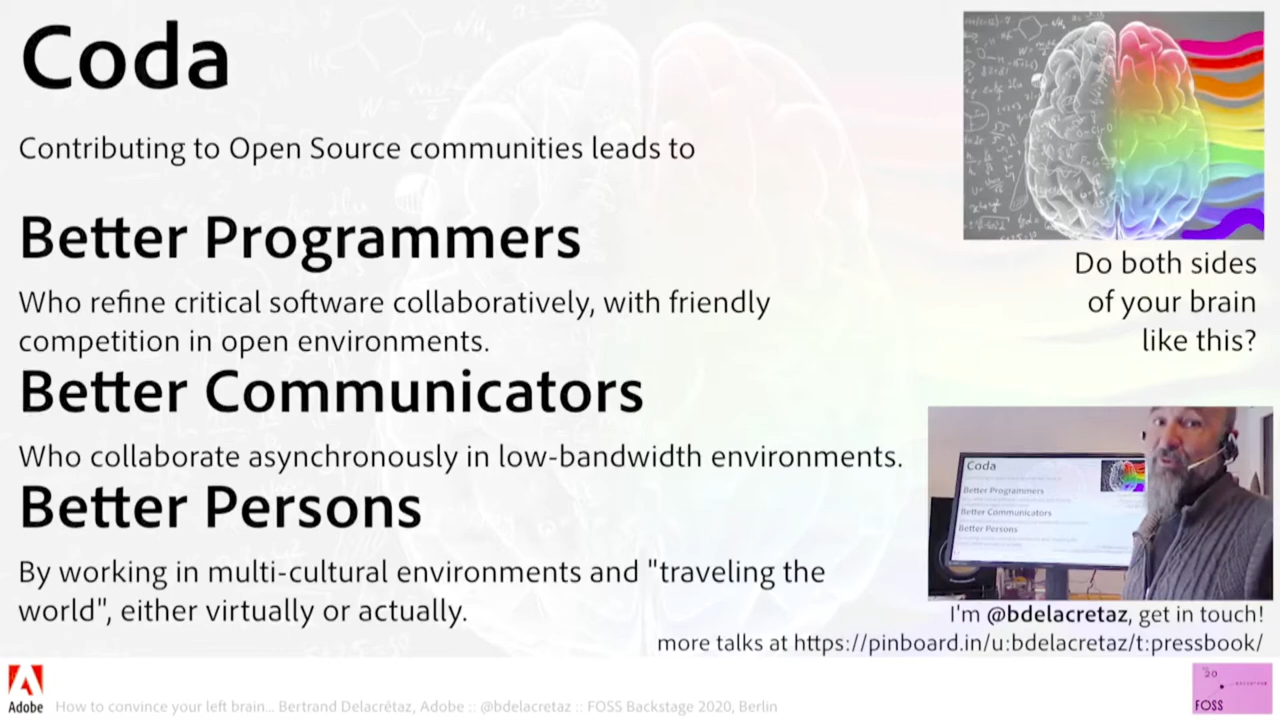 Coda
Contributing to Open Source communities leads to
Better Programmers
Who refine critical software collaboratively, with friendly
competition in open environments.
Better Communicators
Who collaborate asynchronously in low-bandwidth environments.
Better Persons
By working in multi-cultural environments and "traveling the
world", either virtually or actually.
Do both sides
of your brain
like this?
Coda
Better Programmers
Better Communicators
Better Persons
I'm @bdelacretaz, get in touch!
more talks at https://pinboard.in/u:bdelacretaz/t:pressbook/
Adobe
How to convince your left brain... Bertrand Delacrétaz, Adobe :: @bdelacretaz :: FOSS Backstage 2020, Berlin
20
FOSS